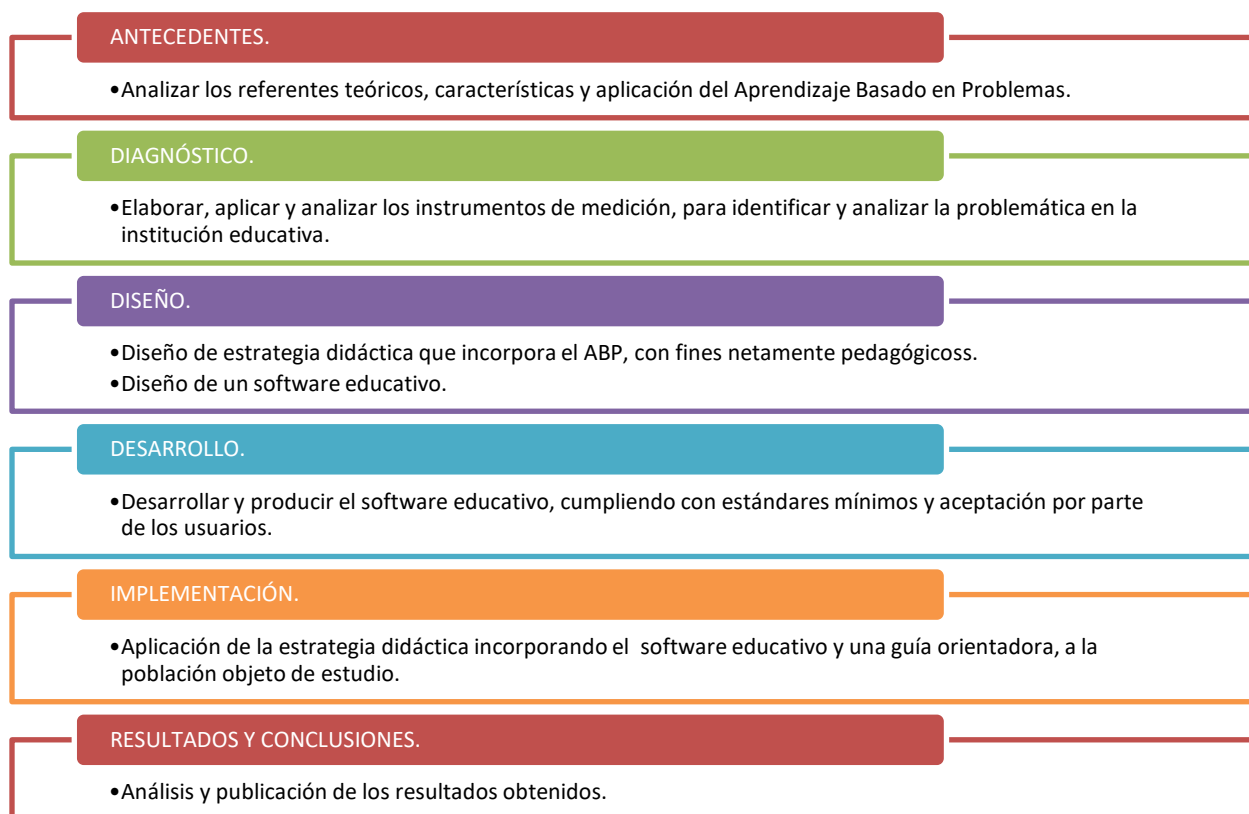 ANTECEDENTES.
•Analizar los referentes teóricos, características y aplicación del Aprendizaje Basado en Problemas.
DIAGNÓSTICO.
•Elaborar, aplicar y analizar los instrumentos de medición, para identificar y analizar la problemática en la
institución educativa.
DISEÑO.
•Diseño de estrategia didáctica que incorpora el ABP, con fines netamente pedagógicoss.
•Diseño de un software educativo.
DESARROLLO.
•Desarrollar y producir el software educativo, cumpliendo con estándares mínimos y aceptación por parte
de los usuarios.
IMPLEMENTACIÓN.
•Aplicación de la estrategia didáctica incorporando el  software educativo y una guía orientadora, a la
población objeto de estudio.
RESULTADOS Y CONCLUSIONES.
•Análisis y publicación de los resultados obtenidos.